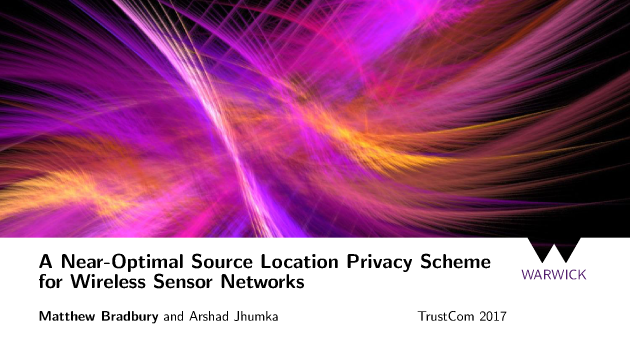 A Near-Optimal Source Location Privacy Scheme
for Wireless Sensor Networks
WARWICK
Matthew Bradbury and Arshad Jhumka
TrustCom 2017